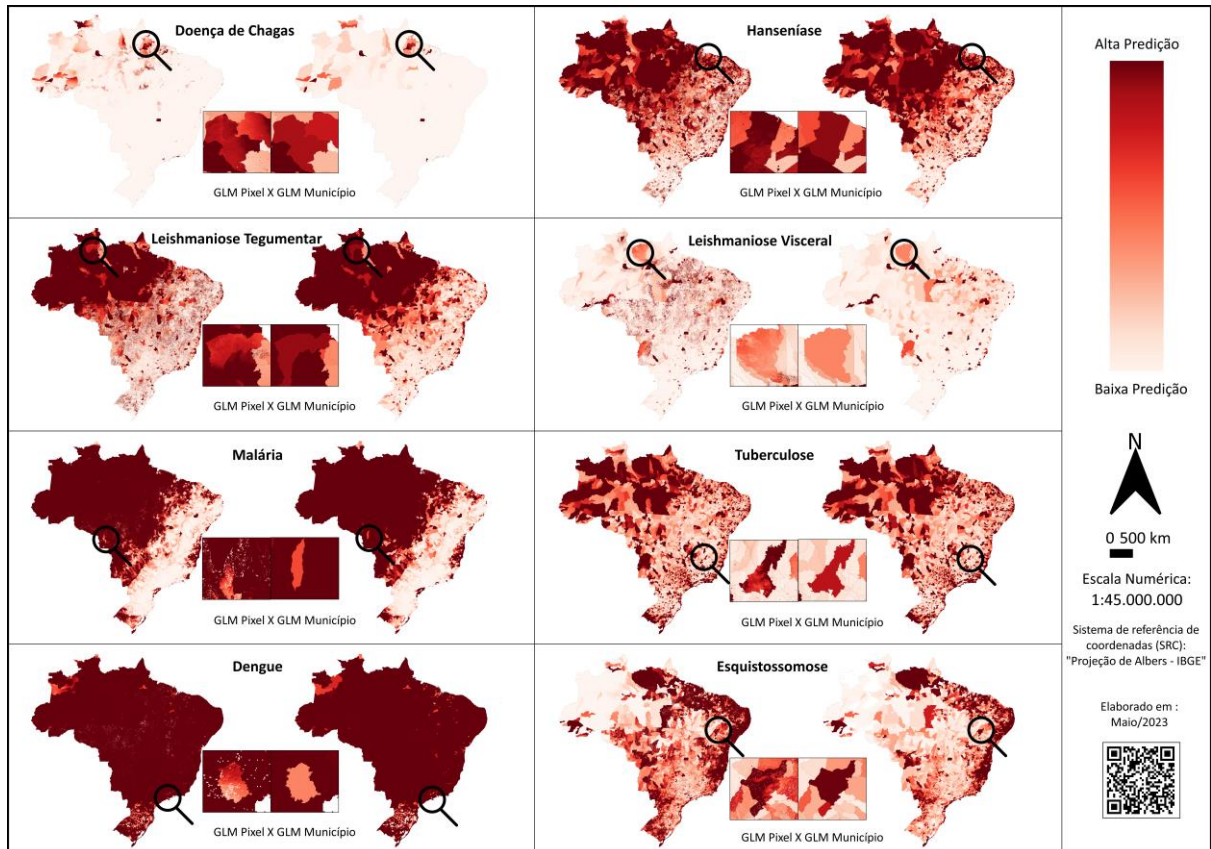 Doença de Chagas
GLM Pixel X GLM Município
Hanseníase
GLM Pixel X GLM Município
Leishmaniose Tegumentar
GLM Pixel X GLM Município
Leishmaniose Visceral
GLM Pixel X GLM Município
Malária
GLM Pixel X GLM Município
Tuberculose
GLM Pixel X GLM Município
Dengue
GLM Pixel X GLM Município
Esquistossomose
GLM Pixel X GLM Município
Alta Predição
Baixa Predição
N
0 500 km
Escala Numérica:
1:45.000.000
Sistema de referência de
coordenadas (SRC):
"Projeção de Albers - IBGE"
Elaborado em :
Maio/2023